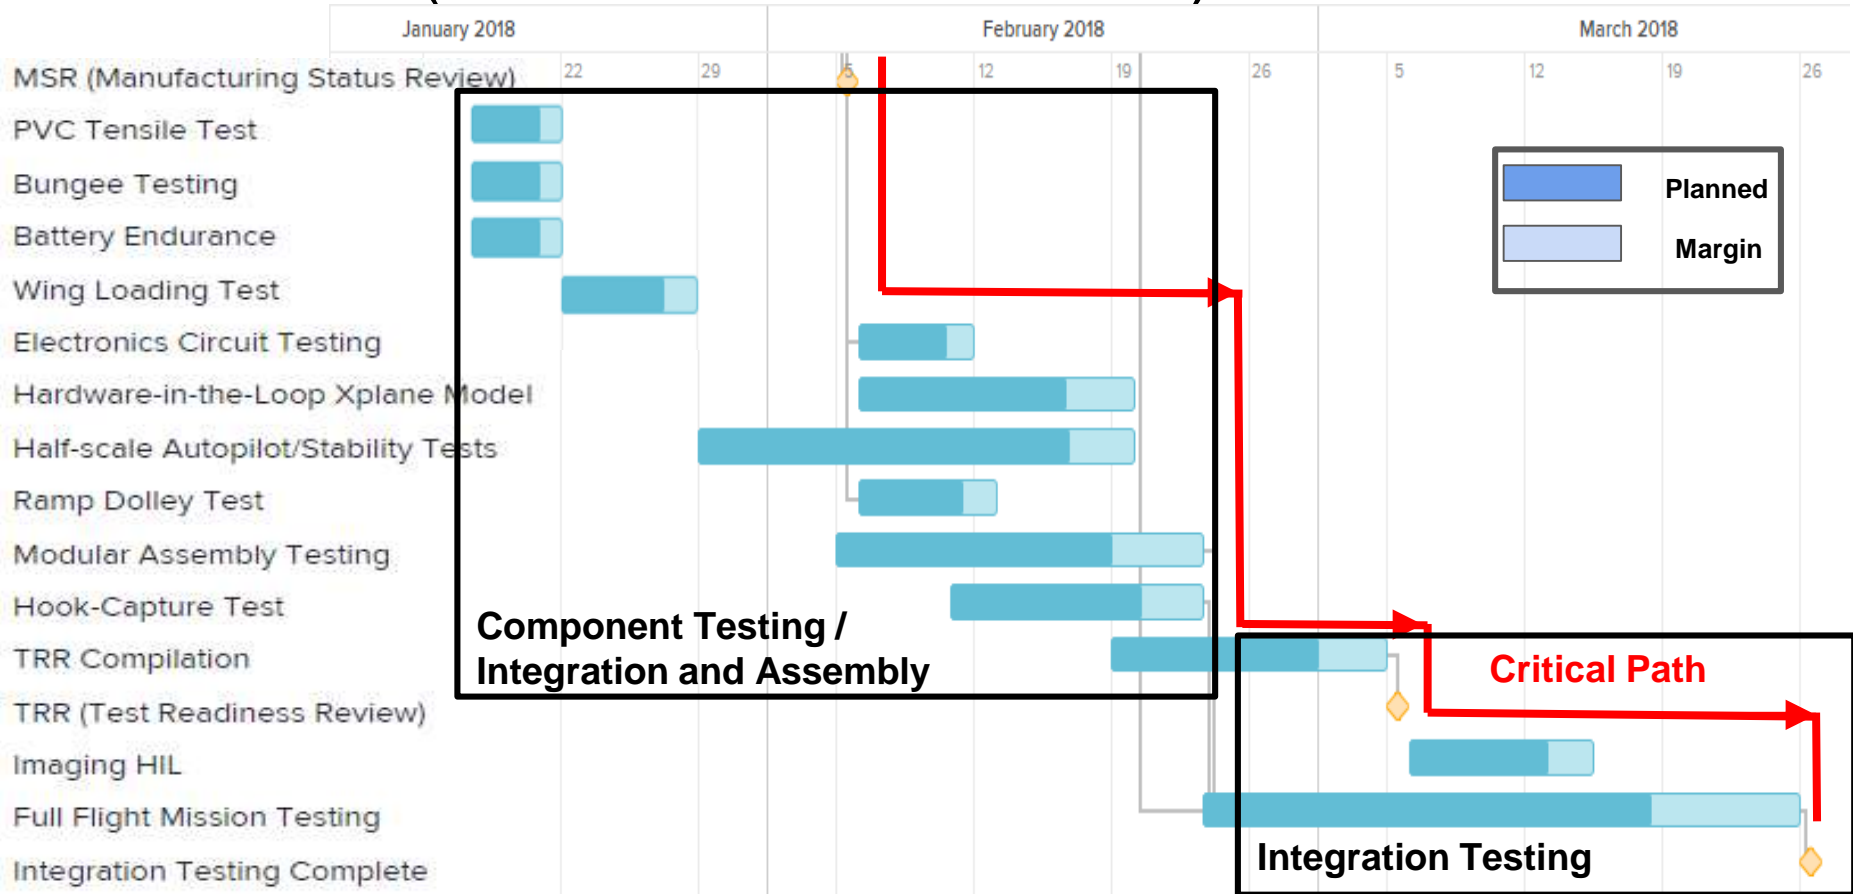 January 2018
February 2018
March 2018
22 29 5 12 19 26 5 12 19 26
MSR (Manufacturing Status Review)
PVC Tensile Test
Bungee Testing
Battery Endurance
Wing Loading Test
Electronics Circuit Testing
Hardware-in-the-Loop Xplane Model
Half-scale Autopilot/Stability Tests
Ramp Dolley Test
Modular Assembly Testing
Hook-Capture Test
TRR Compilation
TRR (Test Readiness Review)
Imaging HIL
Full Flight Mission Testing
Integration Testing Complete
Planned
Margin
Component Testing /
Integration and Assembly
Critical Path
Integration Testing